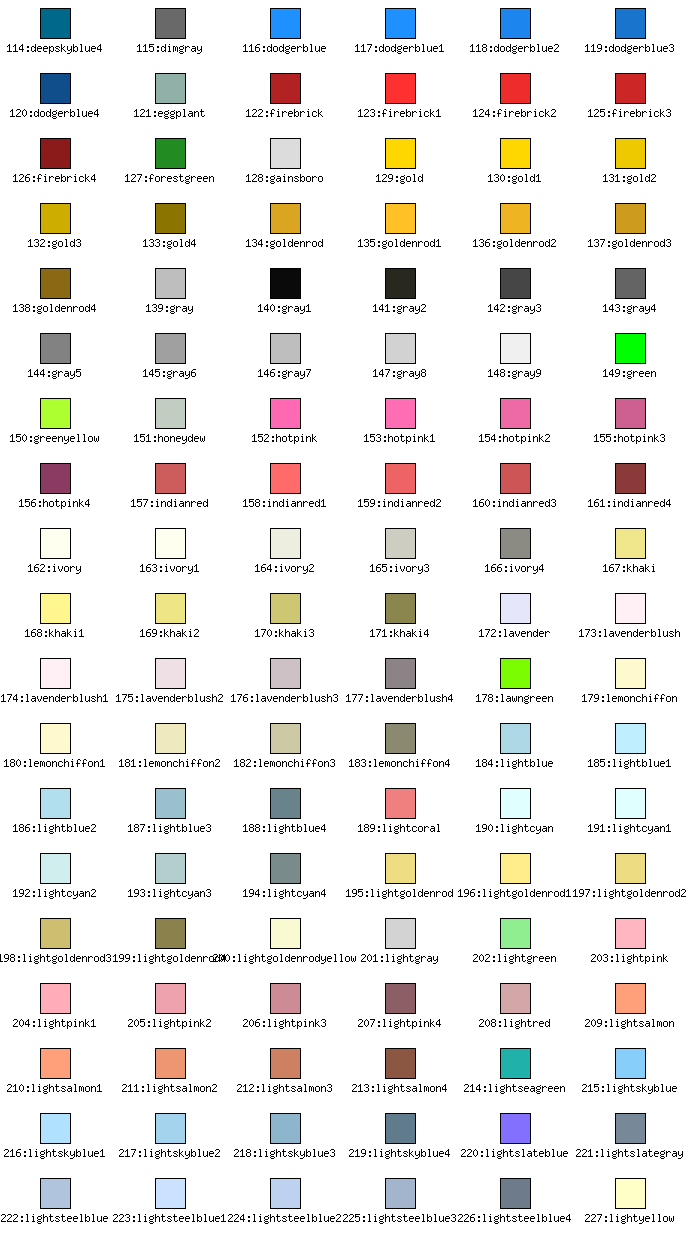 114:deepskyblue4 115:dimgray 116:dodgerblue 117:dodgerblue1 118:dodgerblue2 119:dodgerblue3
120:dodgerblue4 121:eggplant 122:firebrick 123:firebrick1 124:firebrick2 125:firebrick3
126:firebrick4 127:forestgreen 128:gainsboro 129:gold 130:gold1 131:gold2
132:gold3 133:gold4 134:goldenrod 135:goldenrod1 136:goldenrod2 137:goldenrod3
138:goldenrod4 139:gray 140:gray1 141:gray2 142:gray3 143:gray4
144:gray5 145:gray6 146:gray7 147:gray8 148:gray9 149:green
150:greenyellow 151:honeydew 152:hotpink 153:hotpink1 154:hotpink2 155:hotpink3
156:hotpink4 157:indianred 158:indianred1 159:indianred2 160:indianred3 161:indianred4
162:ivory 163:ivory1 164:ivory2 165:ivory3 166:ivory4 167:khaki
168:khaki1 169:khaki2 170:khaki3 171:khaki4 172:lavender 173:lavenderblush
174:lavenderblush1 175:lavenderblush2 176:lavenderblush3 177:lavenderblush4 178:lawngreen 179:lemonchiffon
180:lemonchiffon1 181:lemonchiffon2 182:lemonchiffon3 183:lemonchiffon4 184:lightblue 185:lightblue1
186:lightblue2 187:lightblue3 188:lightblue4 189:lightcoral 190:lightcyan 191:lightcyan1
192:lightcyan2 193:lightcyan3 194:lightcyan4 195:lightgoldenrod 196:lightgoldenrod1 197:lightgoldenrod2
198:lightgoldenrod3 199:lightgoldenrod4 200:lightgoldenrodyellow 201:lightgray 202:lightgreen 203:lightpink
204:lightpink1 205:lightpink2 206:lightpink3 207:lightpink4 208:lightred 209:lightsalmon
210:lightsalmon1 211:lightsalmon2 212:lightsalmon3 213:lightsalmon4 214:lightseagreen 215:lightskyblue
216:lightskyblue1 217:lightskyblue2 218:lightskyblue3 219:lightskyblue4 220:lightslateblue 221:lightslategray
222:lightsteelblue 223:lightsteelblue1 224:lightsteelblue2 225:lightsteelblue3 226:lightsteelblue4 227:lightyellow